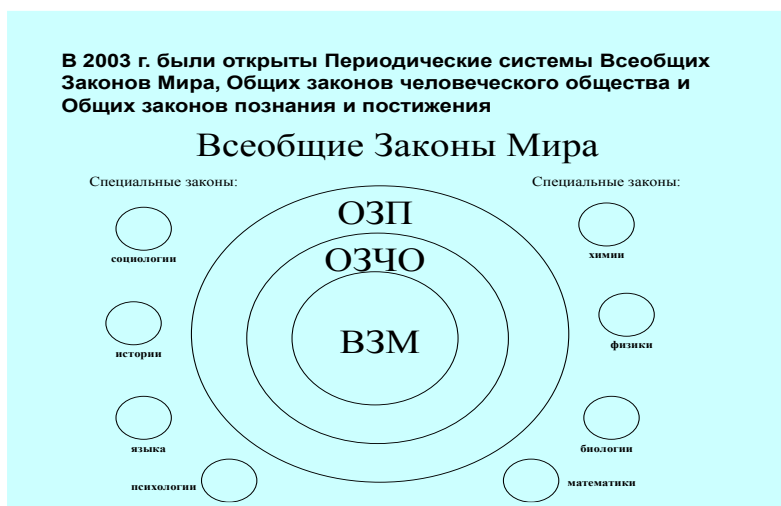 В 2003 г. были открыты Периодические системы Всеобщих
Законов Мира, Общих законов человеческого общества и
Общих законов познания и постижения
Всеобщие Законы Мира
Специальные законы:
Специальные законы:
ОЗП
ОЗЧО
ВЗМ
социологии
химии
истории
физики
языка
биологии
психологии
математики